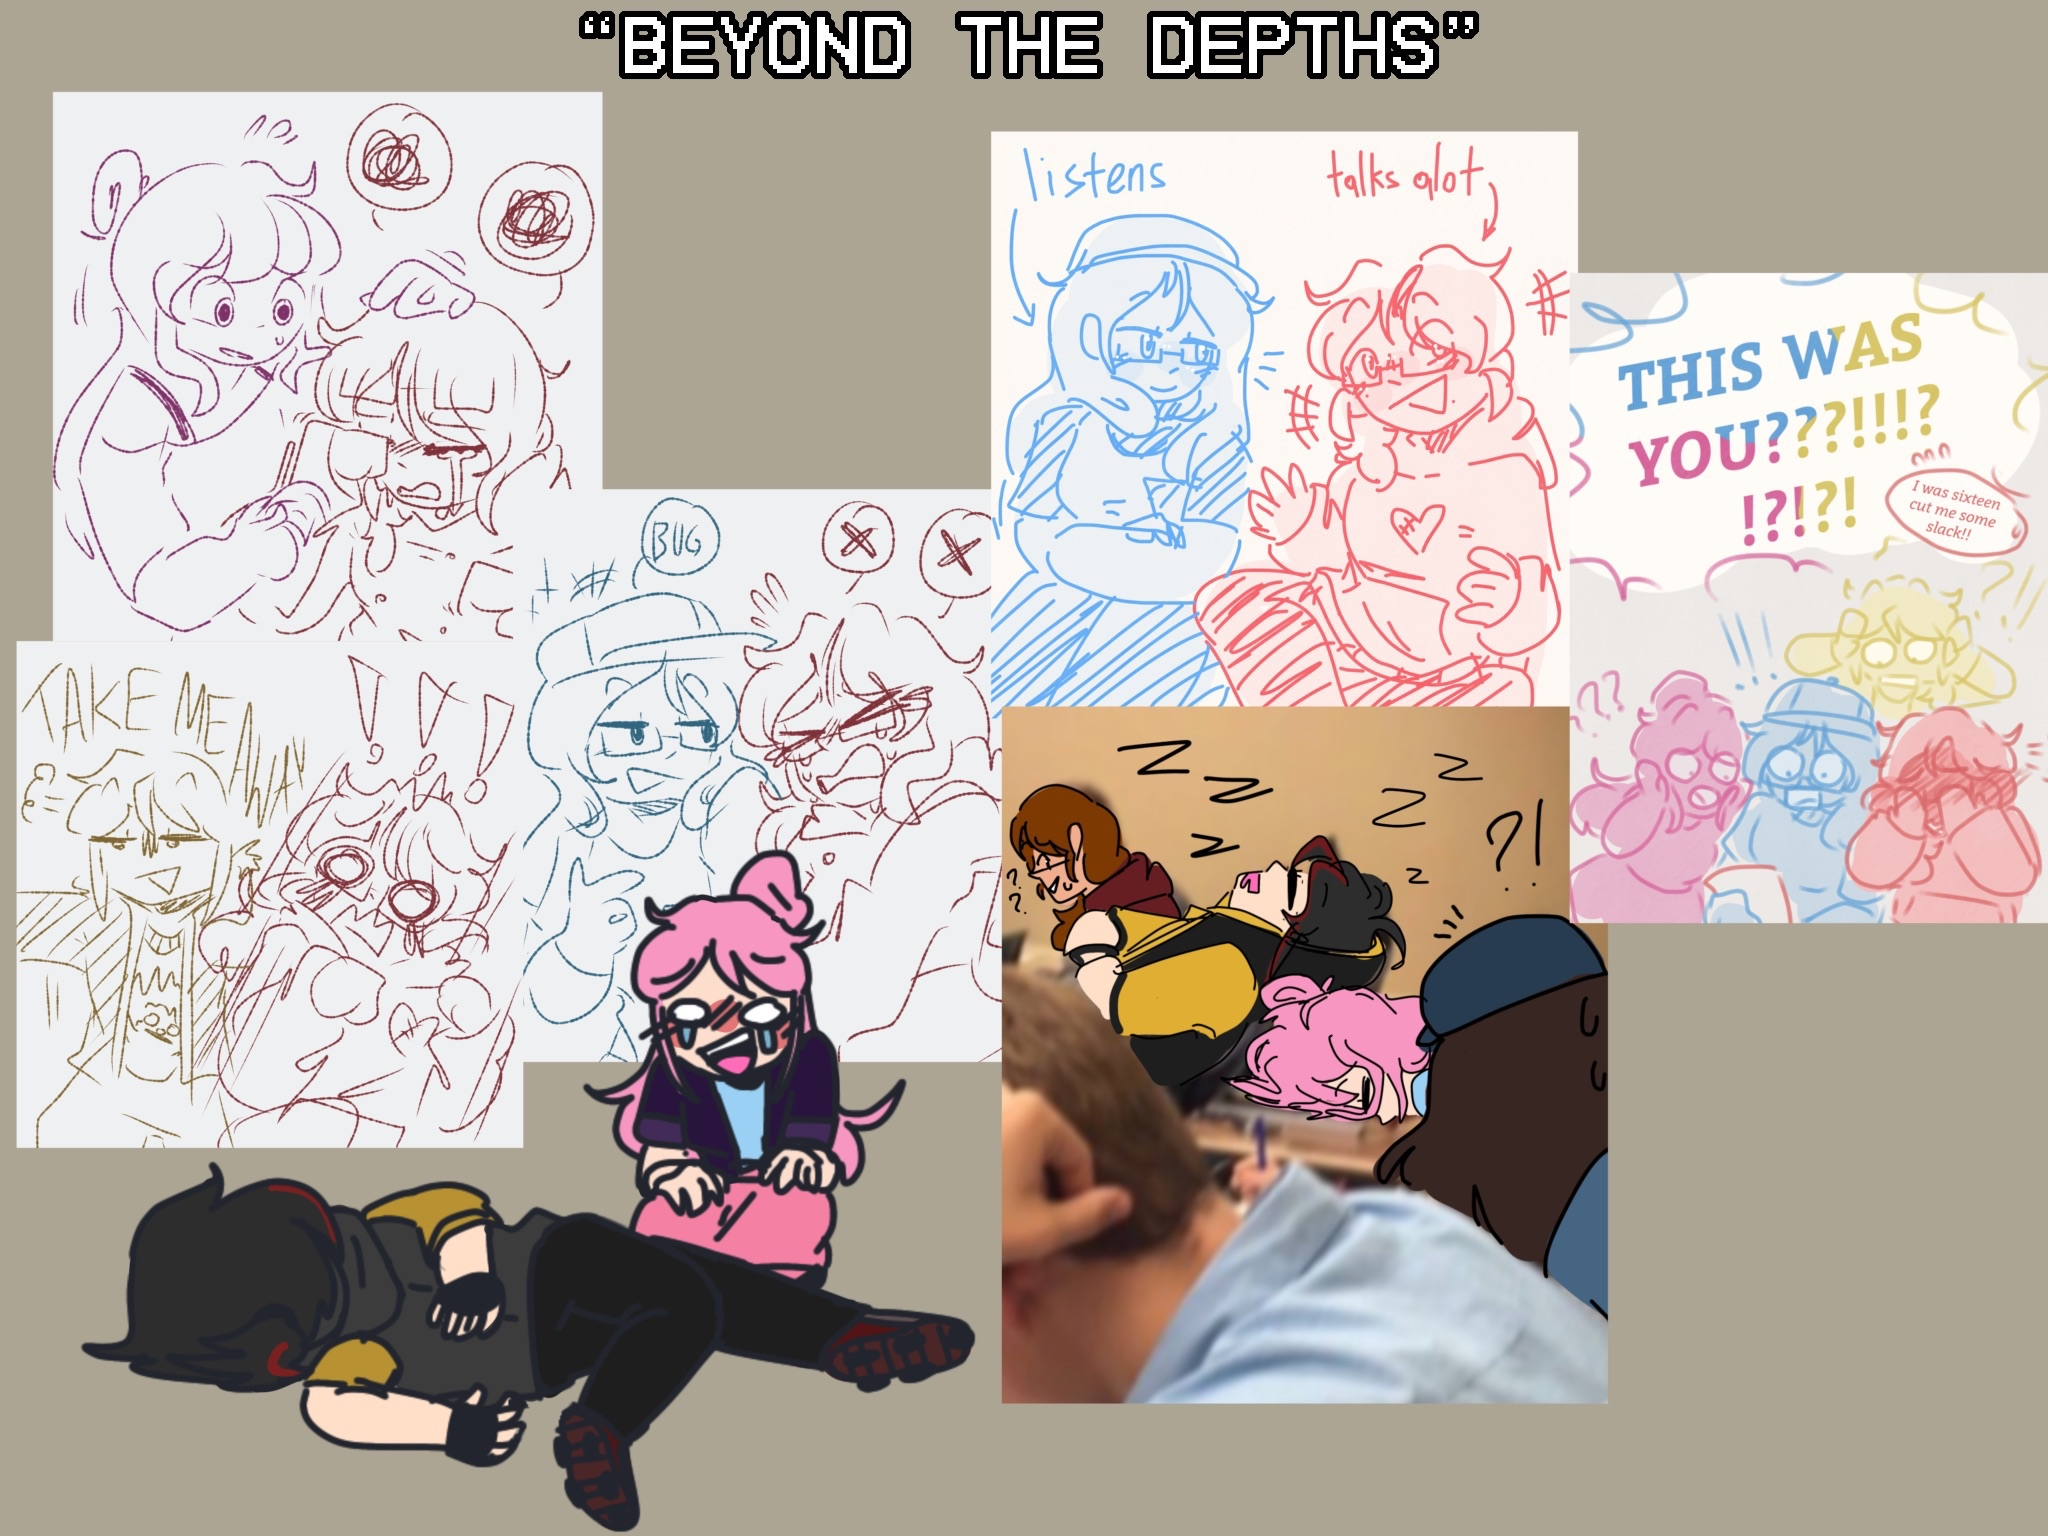 “BEYOND THE DEPTHS”
listens
talks alot
THIS WAS
YOU???!!!?
!?!?!
I was sixteen
cut me some
slack!!
BUG
TAKE ME AWAY
Z Z Z
Z Z Z
?!
? ?